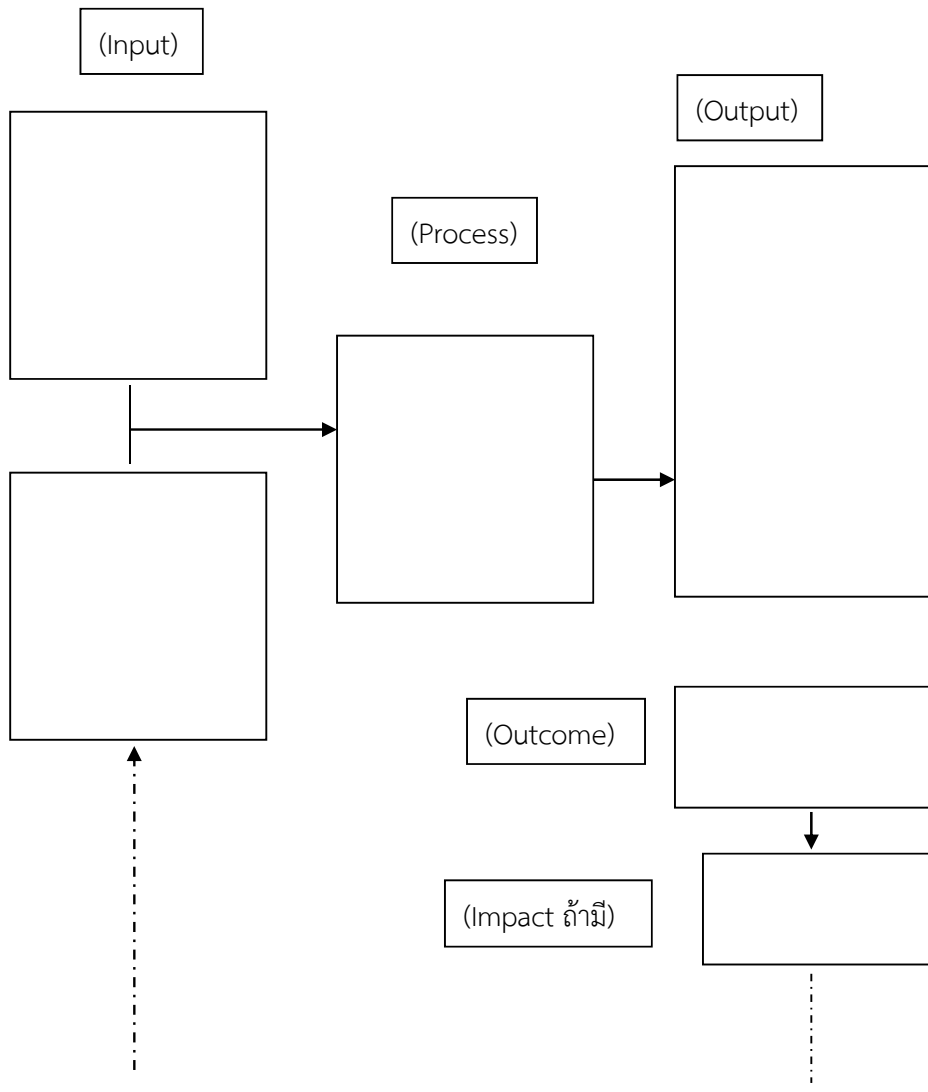 (Input)
(Output)
(Process)
(Outcome)
(Impact ถ้ามี)